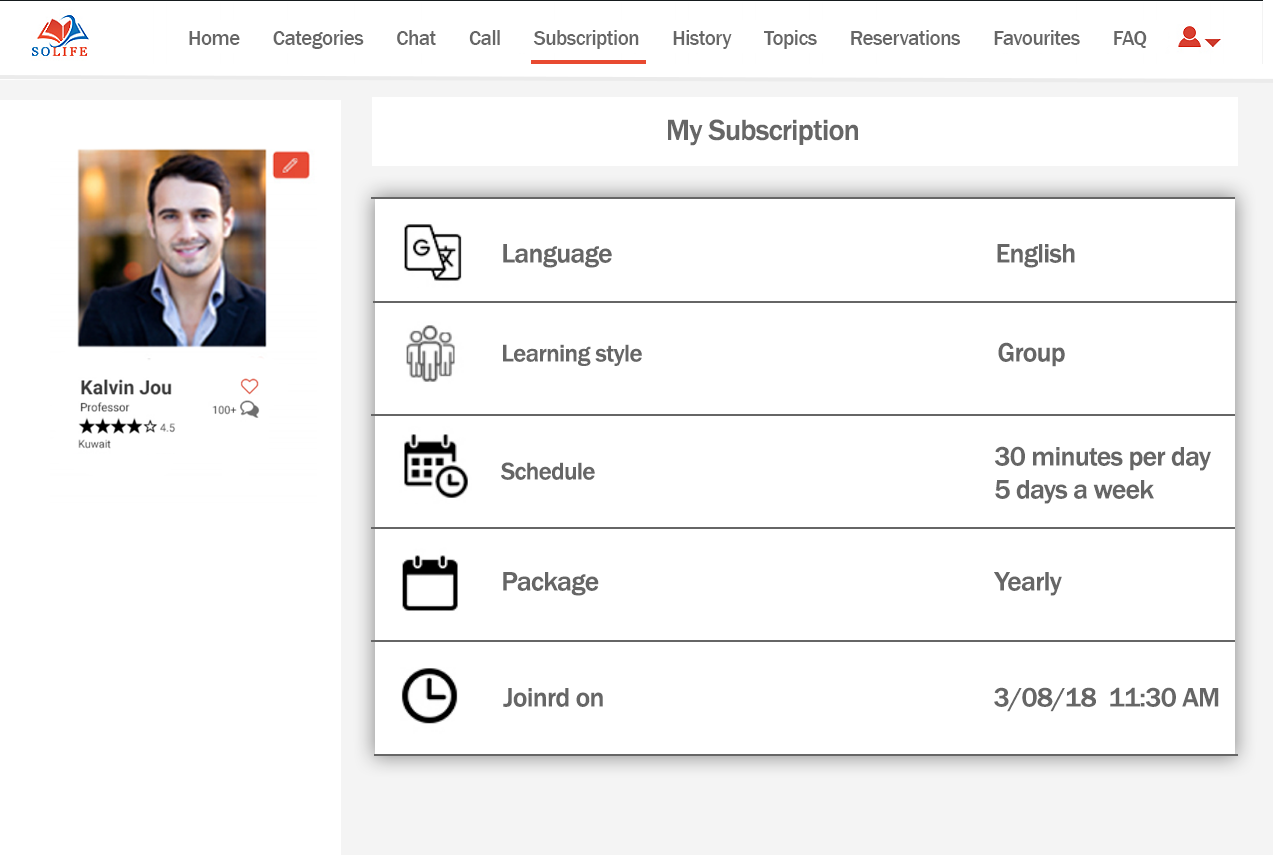 SOLIFE
Home Categories Chat Call Subscription History Topics Reservations Favourites FAQ
My Subscription
Kalvin Jou
Professor
100+
4.5
Kuwait
G
Language English
Learning style Group
Schedule 30 minutes per day
5 days a week
Package Yearly
Joinrd on 3/08/18 11:30 AM